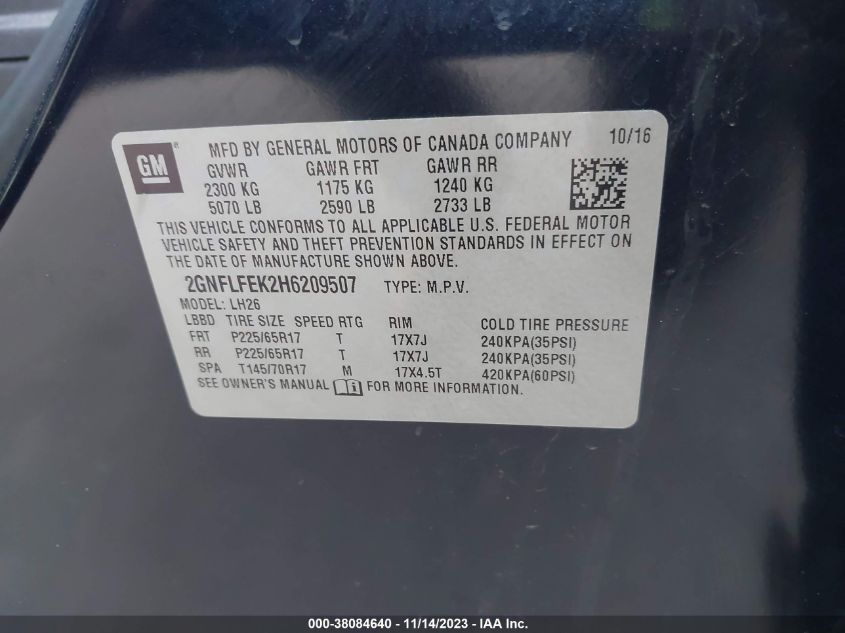 GM
MFD BY GENERAL MOTORS OF CANADA COMPANY 10/16
GVWR GAWR FRT GAWR RR
2300 KG 1175 KG 1240 KG
5070 LB 2590 LB 2733 LB
THIS VEHICLE CONFORMS TO ALL APPLICABLE U.S. FEDERAL MOTOR
VEHICLE SAFETY AND THEFT PREVENTION STANDARDS IN EFFECT ON
THE DATE OF MANUFACTURE SHOWN ABOVE.
2GNFLFEK2H6209507 TYPE: M.P.V.
MODEL: LH26
LBBD TIRE SIZE SPEED RTG RIM COLD TIRE PRESSURE
FRT P225/65R17 T 17X7J 240KPA(35PSI)
RR P225/65R17 T 17X7J 240KPA(35PSI)
SPA T145/70R17 M 17X4.5T 420KPA(60PSI)
SEE OWNER'S MANUAL FOR MORE INFORMATION.
000-38084640 - 11/14/2023 - IAA Inc.